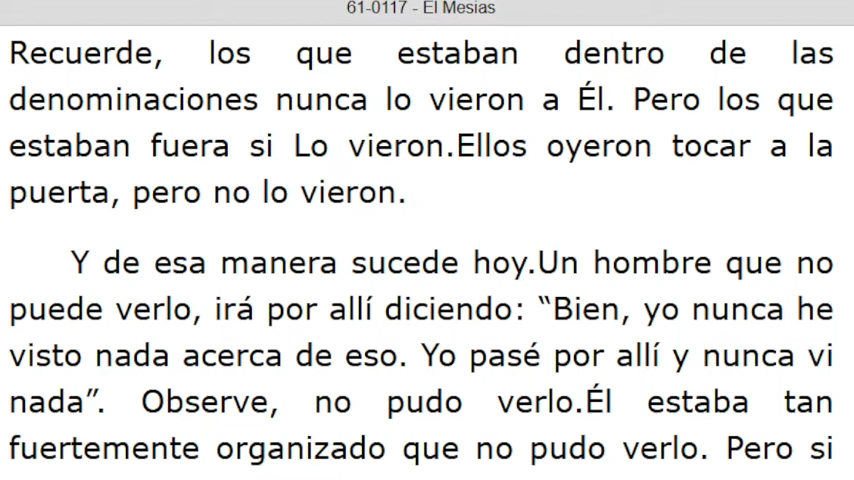 61-0117 - El Mesias
Recuerde, los que estaban dentro de las
denominaciones nunca lo vieron a Él. Pero los que
estaban fuera si Lo vieron.Ellos oyeron tocar a la
puerta, pero no lo vieron.
Y de esa manera sucede hoy.Un hombre que no
puede verlo, irá por allí diciendo: “Bien, yo nunca he
visto nada acerca de eso. Yo pasé por allí y nunca vi
nada”. Observe, no pudo verlo.Él estaba tan
fuertemente organizado que no pudo verlo. Pero si